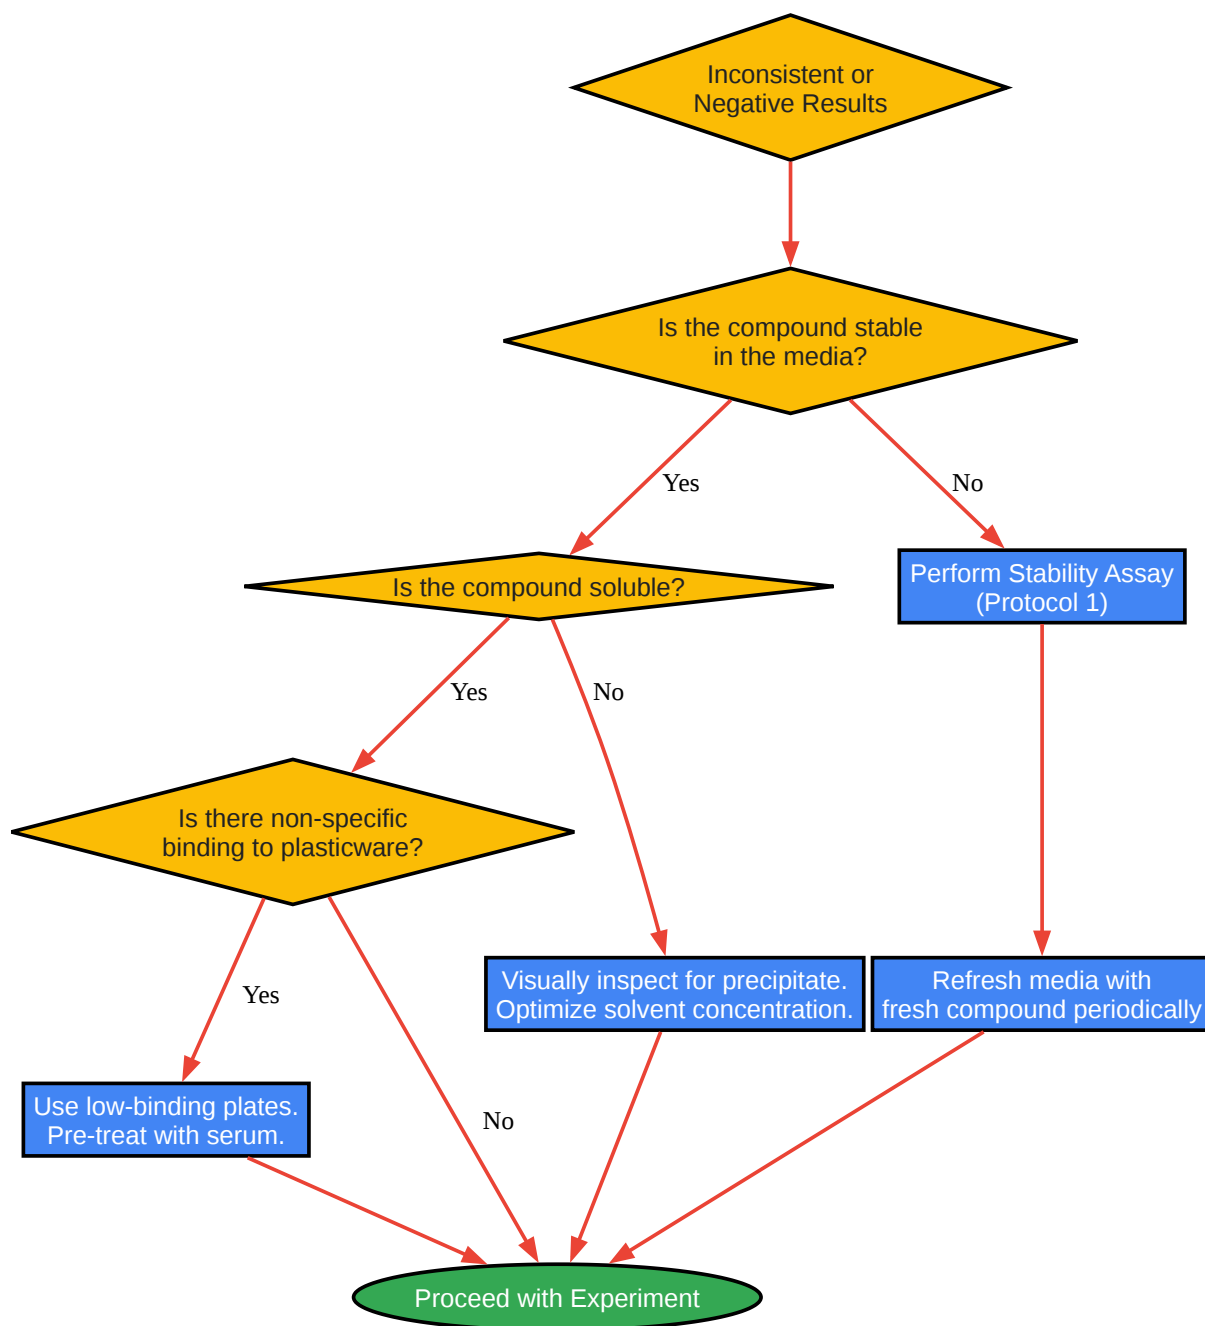 Inconsistent or
Negative Results
Is the compound stable
in the media?
Yes
No
Is the compound soluble?
Perform Stability Assay
(Protocol 1)
Yes
No
Is there non-specific
binding to plasticware?
Visually inspect for precipitate.
Optimize solvent concentration.
Refresh media with
fresh compound periodically
Yes
Use low-binding plates.
Pre-treat with serum.
No
Proceed with Experiment